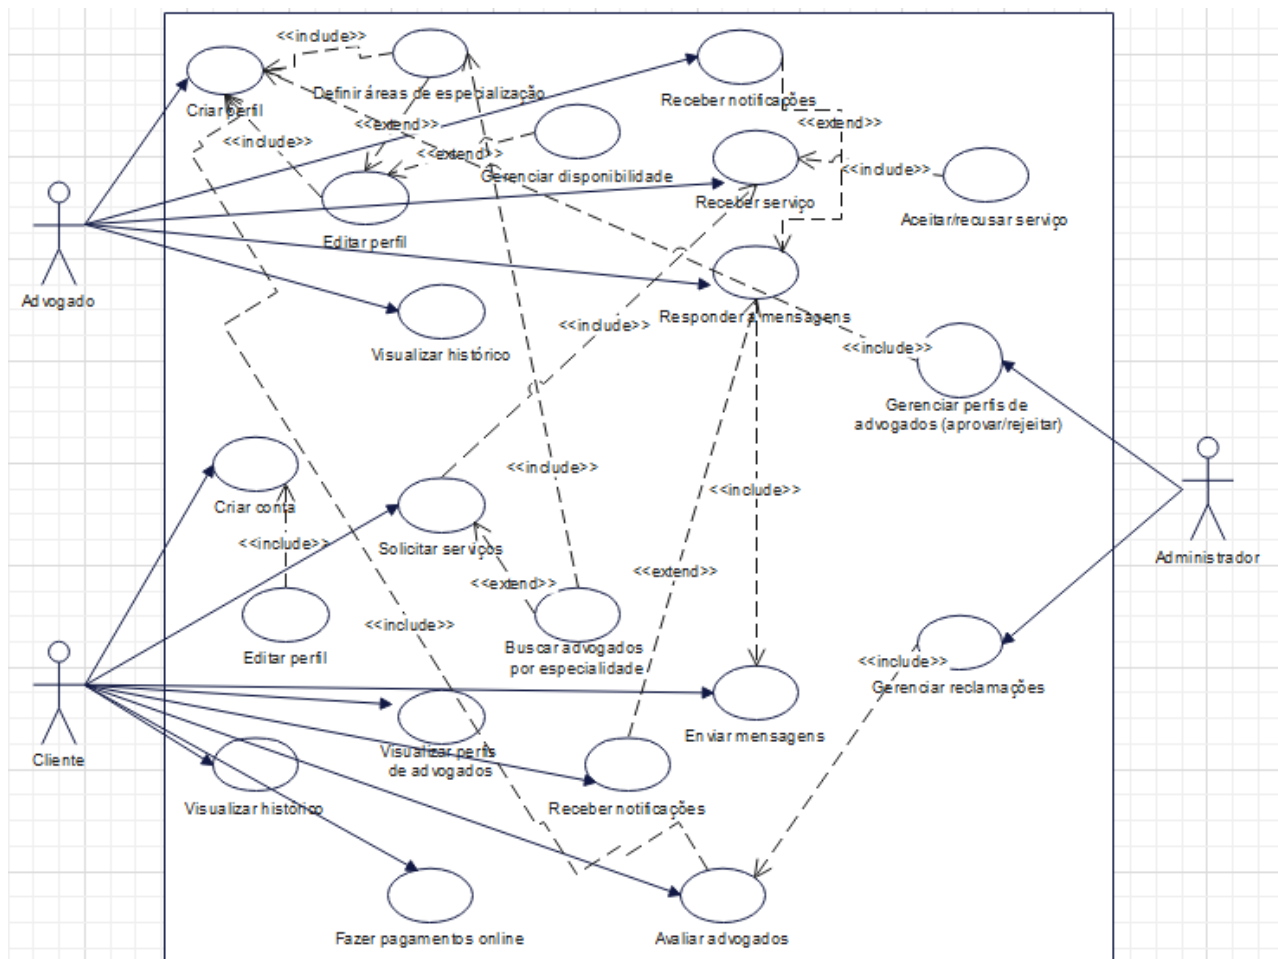 <<include>>
Definir áreas de especialização
Criar perfil
Receber notificações
<<extend>>
<<extend>>
<<include>>
<<extend>>
<<include>>
Gerenciar disponibilidade
Receber serviço
Aceitar/recusar serviço
Editar perfil
Advogado
Responder a mensagens
<<include>>
Visualizar histórico
<<include>>
Gerenciar perfis de
advogados (aprovar/rejeitar)
<<include>>
<<include>>
Criar conta
<<include>>
Solicitar serviços
Administrador
<<extend>>
<<extend>>
<<include>>
Buscar advogados
por especialidade
Editar perfil
<<include>>
Gerenciar reclamações
Enviar mensagens
Cliente
Visualizar perfis
de advogados
Visualizar histórico
Receber notificações
Fazer pagamentos online
Avaliar advogados